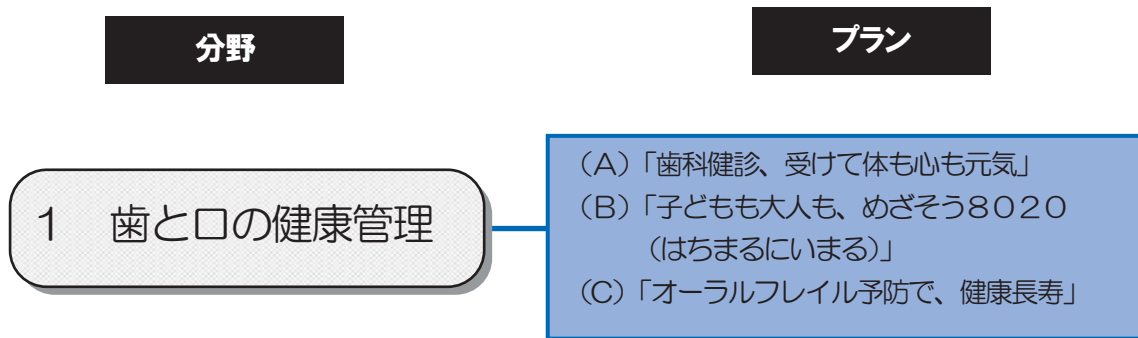 分野
プラン
1 歯と口の健康管理
(A)「歯科健診、受けて体も心も元気」
(B)「子どもも大人も、めざそう8020
(はちまるにいまる)」
(C)「オーラルフレイル予防で、健康長寿」